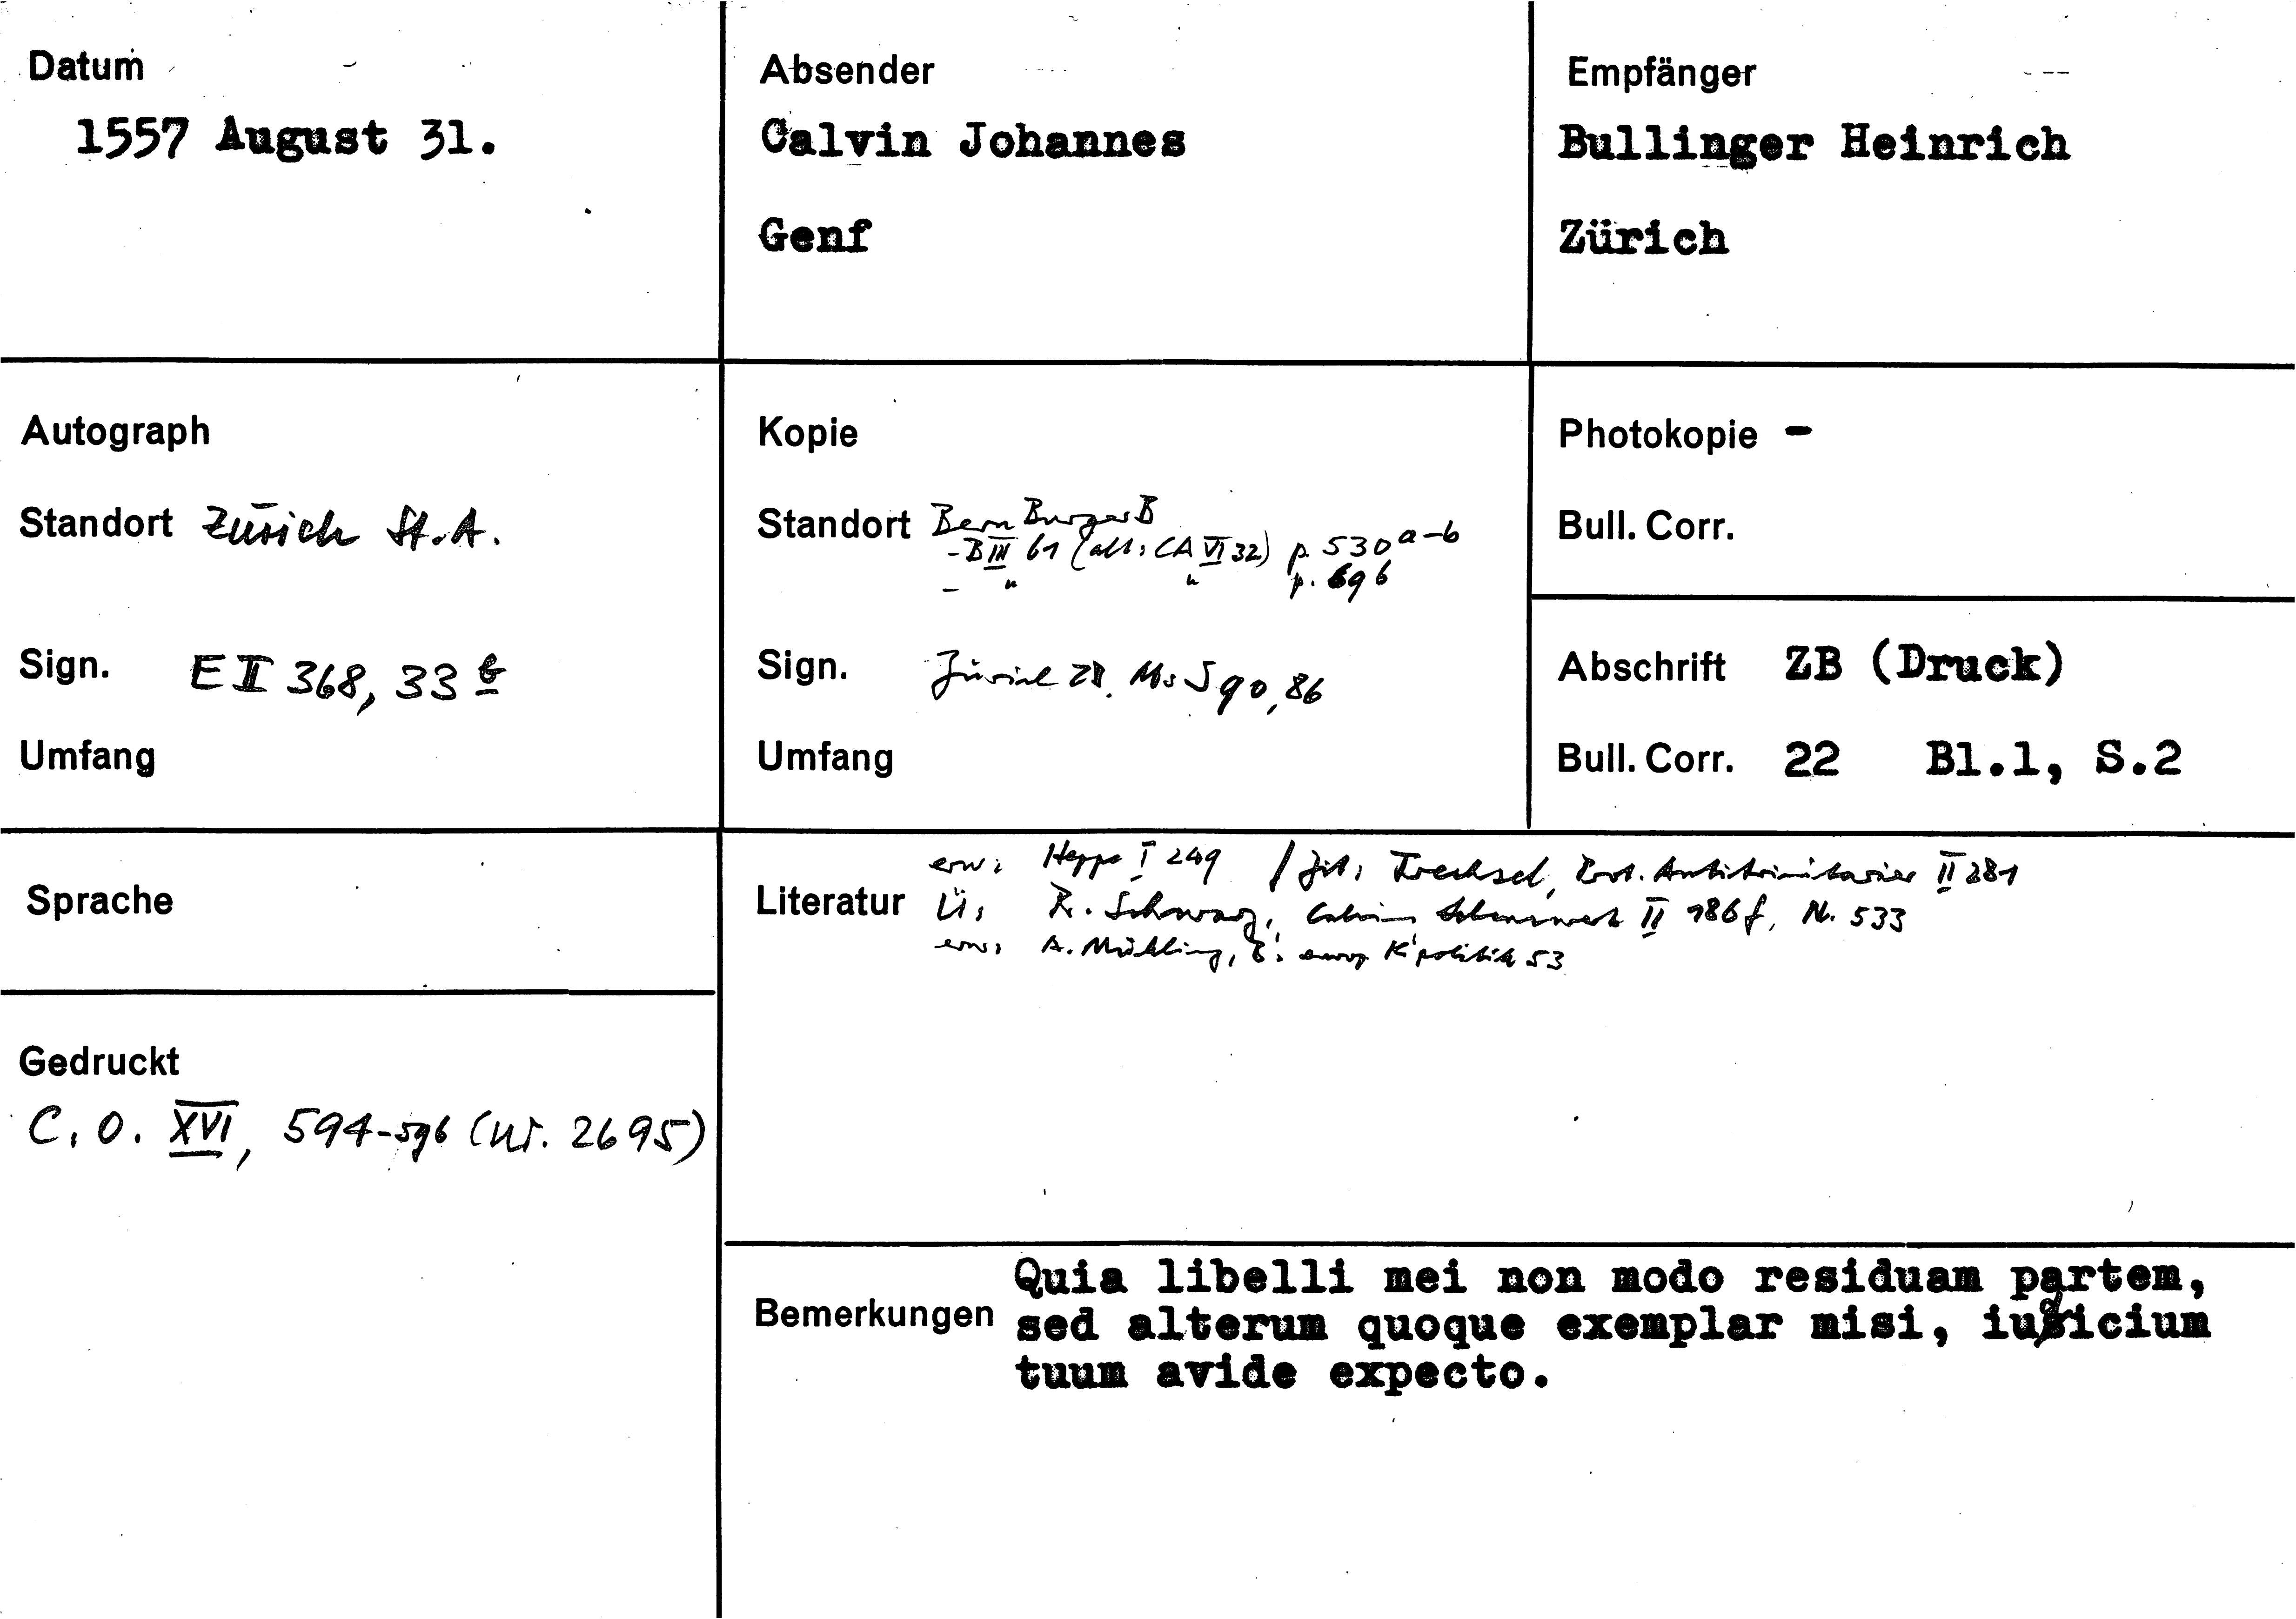 Datum
1557 August 31.
Absender
Calvin Johannes
Genf
Empfänger
Bullinger Heinrich
Zürich
Autograph
Standort Zürich St.A.
Sign. E II 368, 33 b
Umfang
Kopie
Standort Bern BurgerB
- B III 61 (alt: CA VI 32) p. 530 a-b
- " " p. 696
Sign. Zürich ZB. Ms S 90, 86
Umfang
Photokopie -
Bull. Corr.
Abschrift ZB (Druck)
Bull. Corr. 22 Bl.1, S.2
Sprache
Gedruckt
C. O. XVI, 594-596 (Nr. 2695)
Literatur
erw: Heppe I 249 / Zit: Trechsel, Prot. Antitrinitarier II 281
Ü: R. Schwarz, Calvins Lebenswerk II 186 f, Nr. 533
erw: A. Mühling, B's europ K'politik 53
Bemerkungen
Quia libelli mei non modo residuam partem,
sed alterum quoque exemplar misi, iudicium
tuum avide expecto.